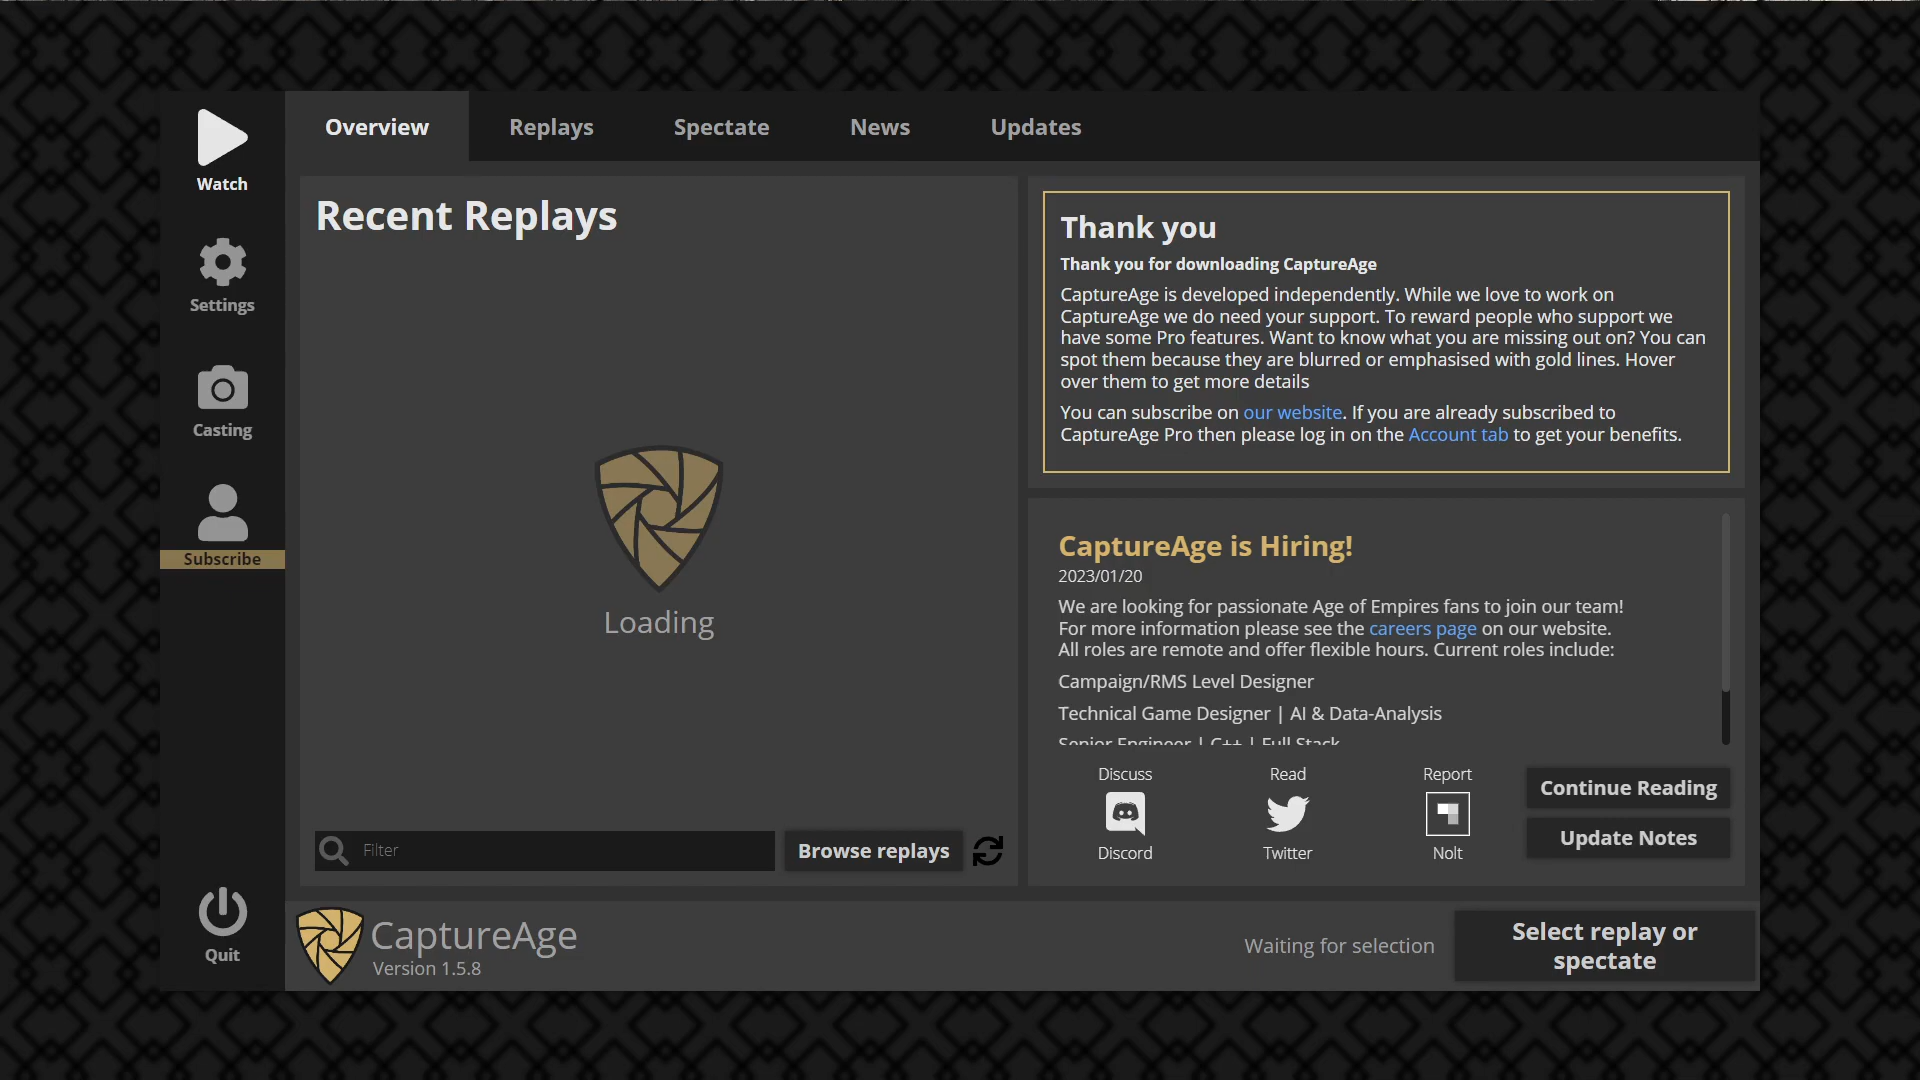 Watch
Settings
Casting
Subscribe
Quit
Overview
Replays
Spectate
News
Updates
Recent Replays
Loading
Filter
Browse replays
Thank you
Thank you for downloading CaptureAge
CaptureAge is developed independently. While we love to work on
CaptureAge we do need your support. To reward people who support we
have some Pro features. Want to know what you are missing out on? You can
spot them because they are blurred or emphasised with gold lines. Hover
over them to get more details
You can subscribe on our website. If you are already subscribed to
CaptureAge Pro then please log in on the Account tab to get your benefits.
CaptureAge is Hiring!
2023/01/20
We are looking for passionate Age of Empires fans to join our team!
For more information please see the careers page on our website.
All roles are remote and offer flexible hours. Current roles include:
Campaign/RMS Level Designer
Technical Game Designer | AI & Data-Analysis
Senior Engineer | C++ | Full Stack
Discuss
Discord
Read
Twitter
Report
Nolt
Continue Reading
Update Notes
CaptureAge
Version 1.5.8
Waiting for selection
Select replay or
spectate